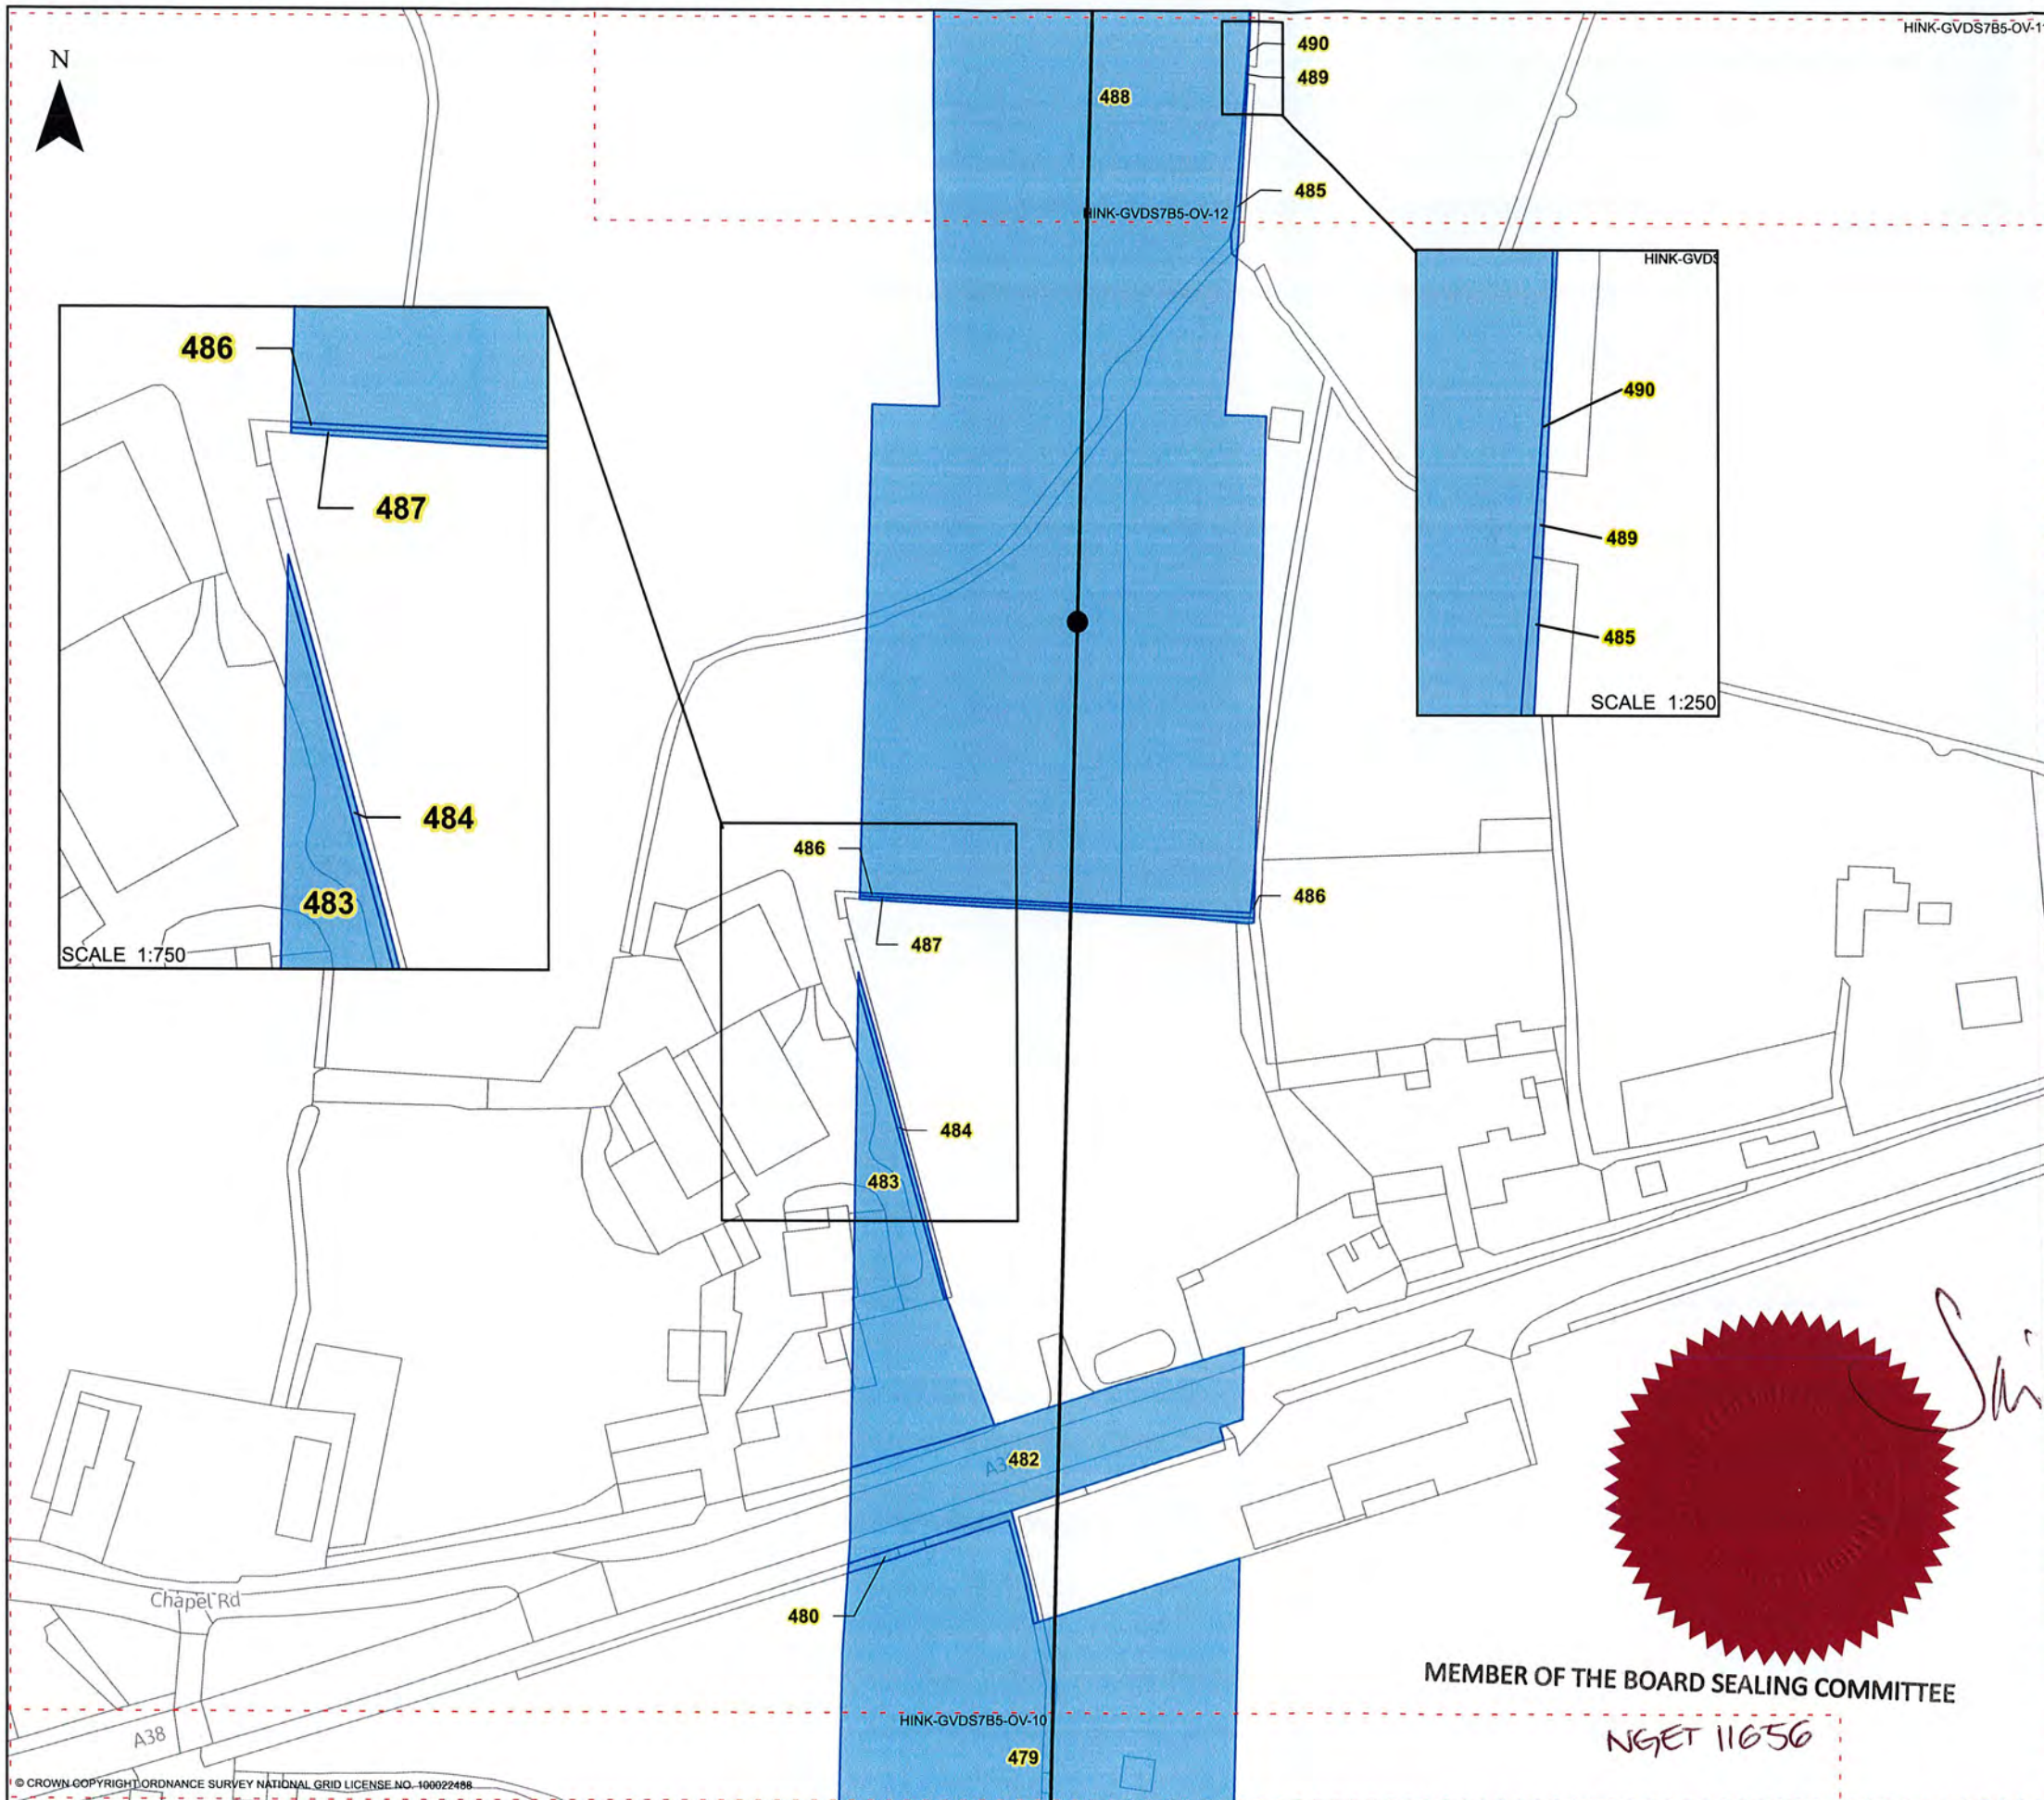 HINK-GVDS7B5-OV-11
N
490
489
488
485
HINK-GVDS7B5-OV-12
HINK-GVDS
486
487
484
483
SCALE 1:750
490
489
485
SCALE 1:250
486
486
487
484
483
482
480
Chapel Rd
MEMBER OF THE BOARD SEALING COMMITTEE
HINK-GVDS7B5-OV-10
A38
479
NGET 11656
© CROWN COPYRIGHT ORDNANCE SURVEY NATIONAL GRID LICENSE NO. 100022488